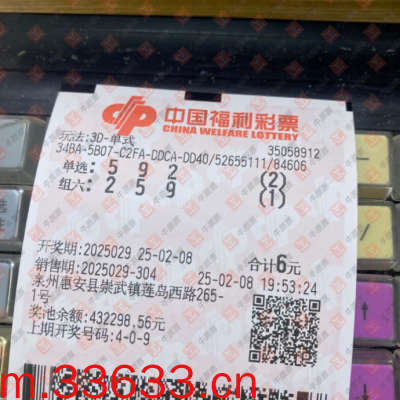 中国福利彩票
CHINA WELFARE LOTTERY
玩法:3D-单式
35058912
34BA-5B07-C2FA-DDCA-DD40/52655111/84606
单选: 5 9 2 (2)
组六: 2 5 9 (1)
开奖期:2025029 25-02-08 合计6元
销售期:2025029-304 25-02-08 19:53:24
泉州惠安县崇武镇莲岛西路265-
1号
奖池余额:432298.56元
上期开奖号码:4-0-9
m.33633.cn